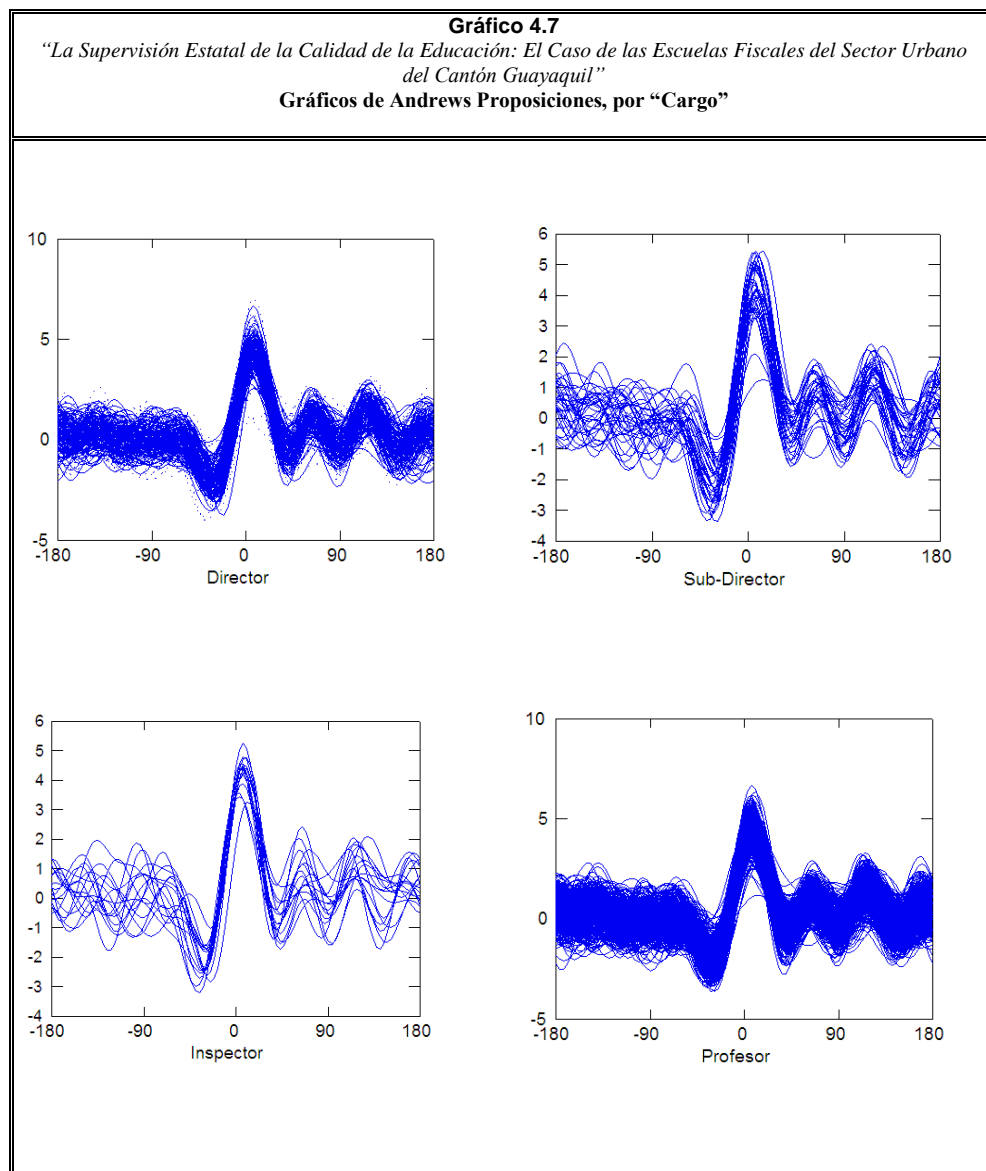 Gráfico 4.7
“La Supervisión Estatal de la Calidad de la Educación: El Caso de las Escuelas Fiscales del Sector Urbano
del Cantón Guayaquil”
Gráficos de Andrews Proposiciones, por “Cargo”
10
5
0
-5
-180 -90 0 90 180
Director
6
5
4
3
2
1
0
-1
-2
-3
-4
-180 -90 0 90 180
Sub-Director
6
5
4
3
2
1
0
-1
-2
-3
-4
-180 -90 0 90 180
Inspector
10
5
0
-5
-180 -90 0 90 180
Profesor